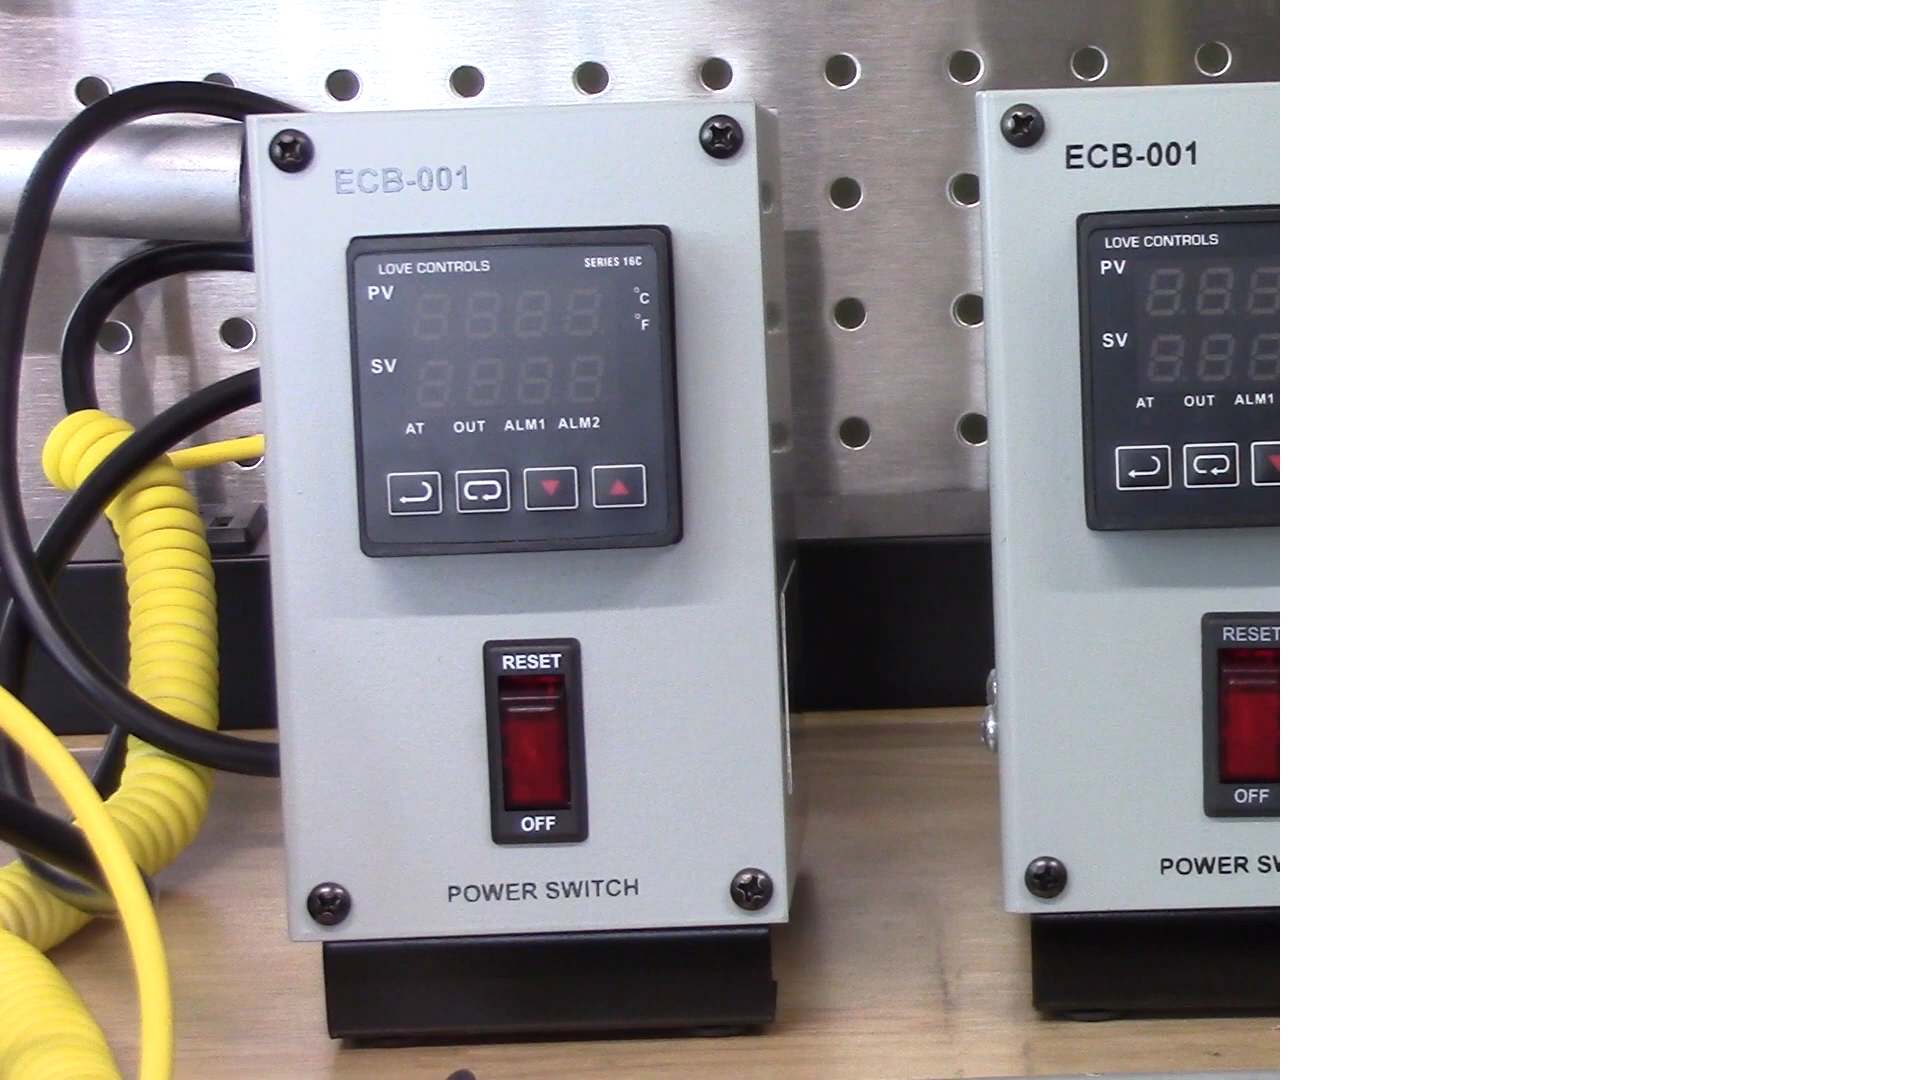 ECB-001
LOVE CONTROLS SERIES 16C
PV °C
°F
SV
AT OUT ALM1 ALM2
RESET
OFF
POWER SWITCH
ECB-001
LOVE CONTROLS
PV
SV
AT OUT ALM1
RESET
OFF
POWER